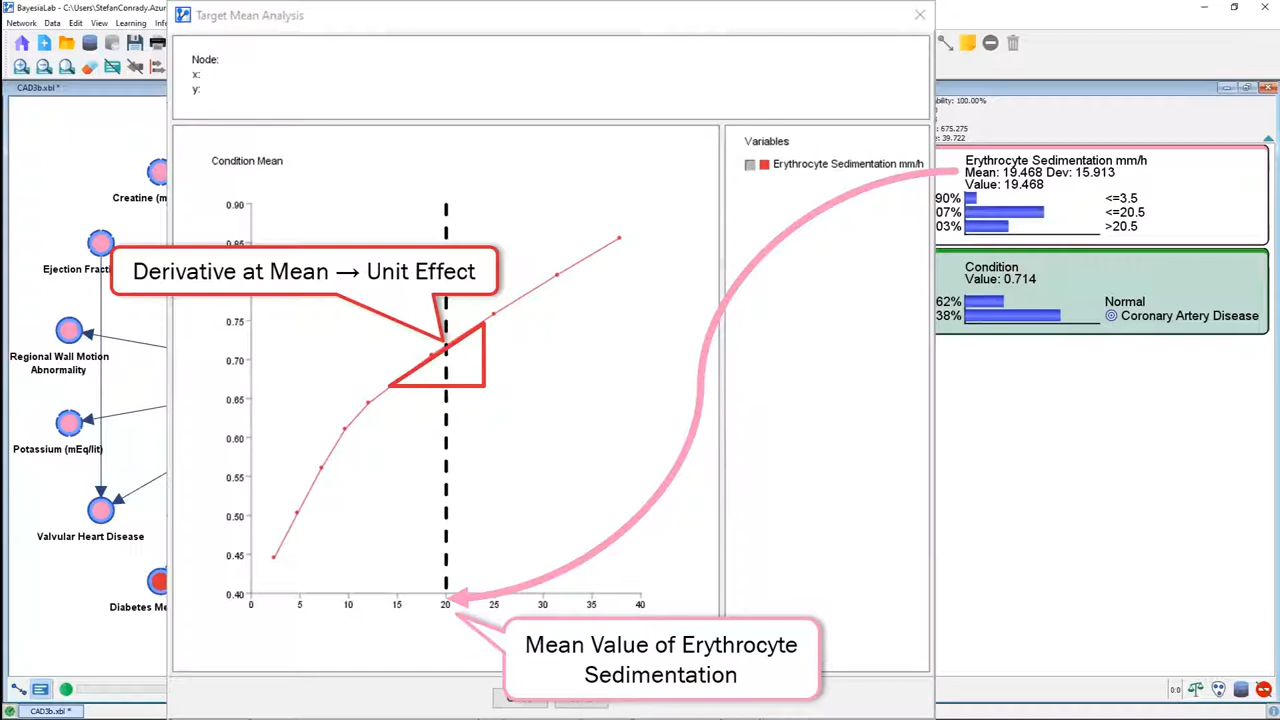 BayesiaLab — C:\Users\StefanConrady.Azur
Network Data Edit View Learning Infe
CAD3b.xbl *
Target Mean Analysis
Node:
x:
y:
Condition Mean
0.90
0.85
0.75
0.70
0.65
0.60
0.55
0.50
0.45
0.40
0 5 10 15 20 25 30 35 40
Derivative at Mean → Unit Effect
Mean Value of Erythrocyte
Sedimentation
Variables
Erythrocyte Sedimentation mm/h
Creatine (m
Ejection Fracti
Regional Wall Motion
Abnormality
Potassium (mEq/lit)
Valvular Heart Disease
Diabetes Me
bility: 100.00%
: 675.275
e: 39.722
Erythrocyte Sedimentation mm/h
Mean: 19.468 Dev: 15.913
Value: 19.468
90% <=3.5
07% <=20.5
03% >20.5
Condition
Value: 0.714
62% Normal
38% Coronary Artery Disease
CAD3b.xbl *